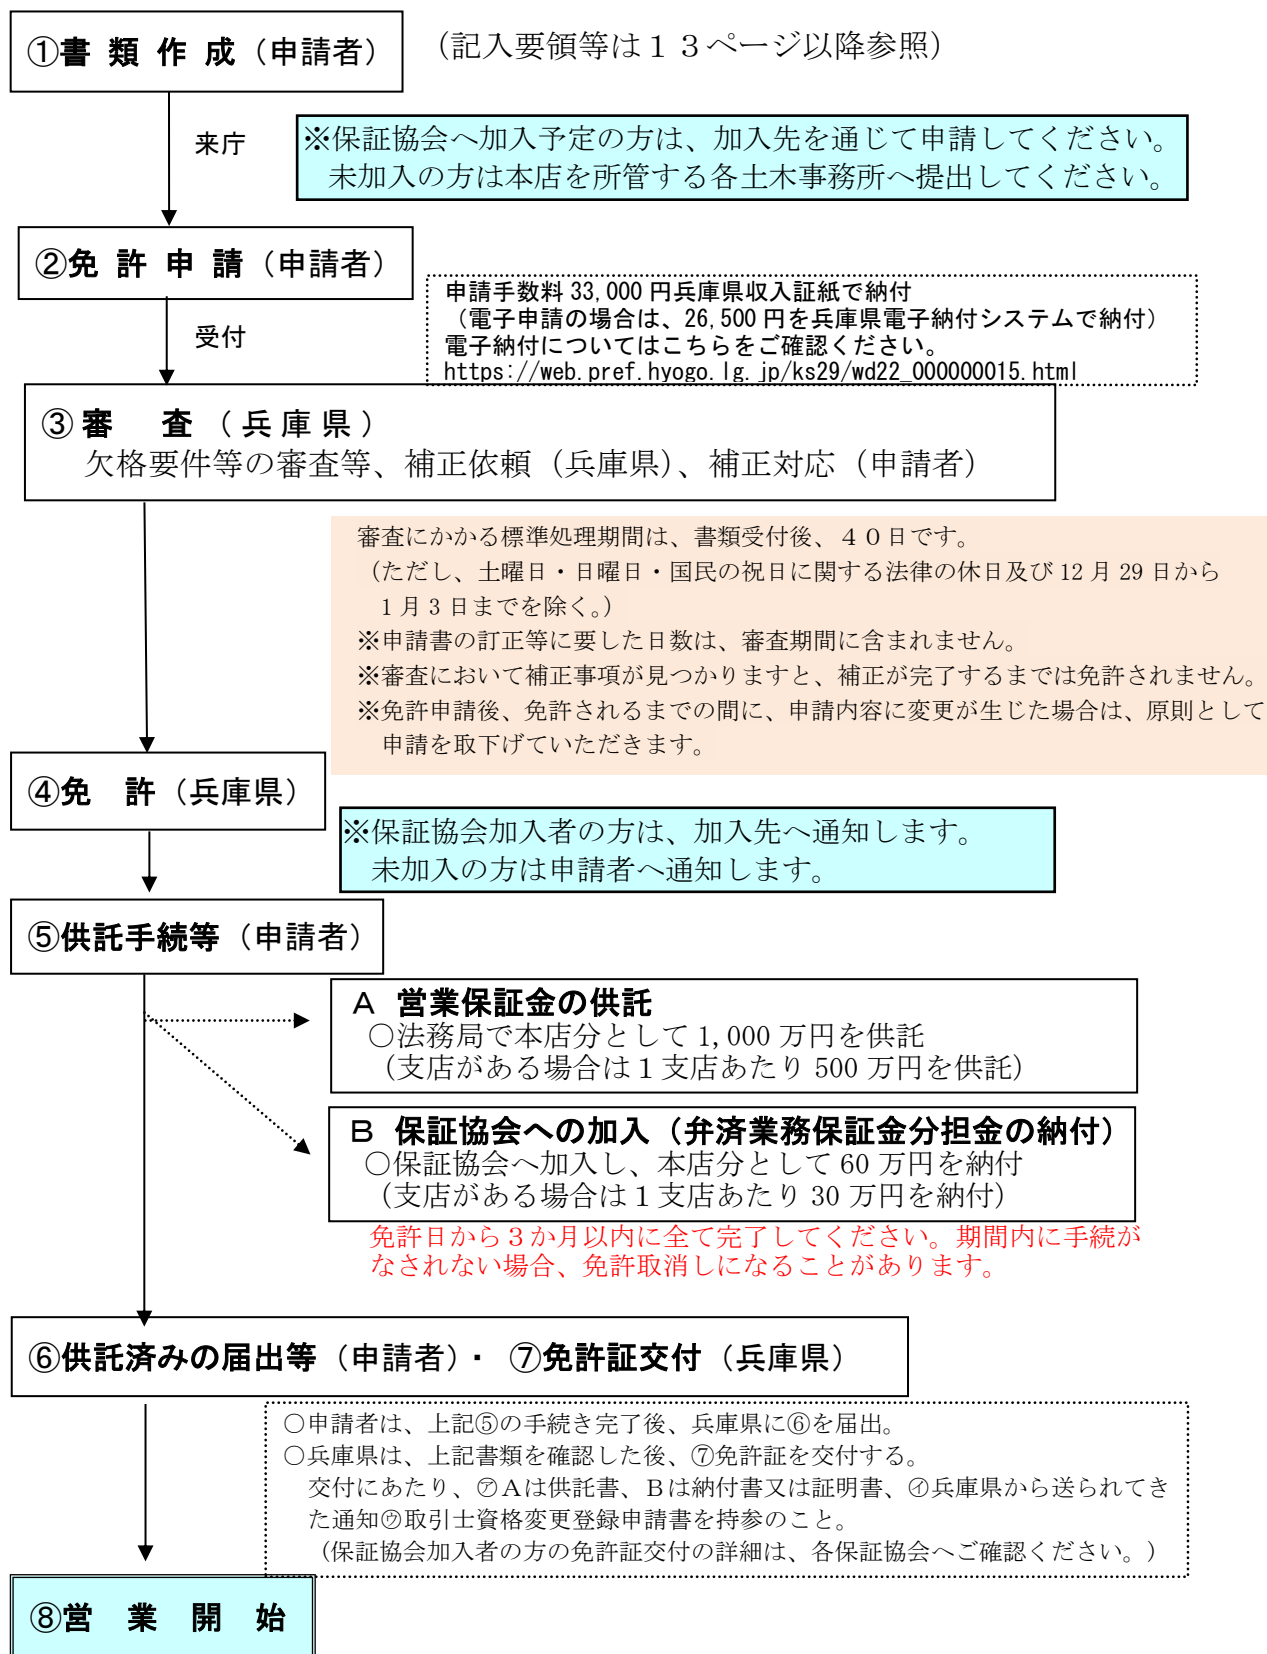 ①書 類 作 成（申請者）
（記入要領等は１３ページ以降参照）
来庁
※保証協会へ加入予定の方は、加入先を通じて申請してください。
未加入の方は本店を所管する各土木事務所へ提出してください。
②免 許 申 請（申請者）
受付
申請手数料 33,000 円兵庫県収入証紙で納付
（電子申請の場合は、26,500 円を兵庫県電子納付システムで納付）
電子納付についてはこちらをご確認ください。
https://web.pref.hyogo.lg.jp/ks29/wd22_000000015.html
③審　査（兵庫県）
欠格要件等の審査等、補正依頼（兵庫県）、補正対応（申請者）
審査にかかる標準処理期間は、書類受付後、４０日です。
（ただし、土曜日・日曜日・国民の祝日に関する法律の休日及び 12 月 29 日から
1 月 3 日までを除く。）
※申請書の訂正等に要した日数は、審査期間に含まれません。
※審査において補正事項が見つかりますと、補正が完了するまでは免許されません。
※免許申請後、免許されるまでの間に、申請内容に変更が生じた場合は、原則として
申請を取下げていただきます。
④免　許（兵庫県）
※保証協会加入者の方は、加入先へ通知します。
未加入の方は申請者へ通知します。
⑤供託手続等（申請者）
Ａ 営業保証金の供託
○法務局で本店分として 1,000 万円を供託
（支店がある場合は１支店あたり 500 万円を供託）
Ｂ 保証協会への加入（弁済業務保証金分担金の納付）
○保証協会へ加入し、本店分として 60 万円を納付
（支店がある場合は１支店あたり 30 万円を納付）
免許日から３か月以内に全て完了してください。期間内に手続が
なされない場合、免許取消しになることがあります。
⑥供託済みの届出等（申請者）・ ⑦免許証交付（兵庫県）
○申請者は、上記⑤の手続き完了後、兵庫県に⑥を届出。
○兵庫県は、上記書類を確認した後、⑦免許証を交付する。
交付にあたり、㋐Ａは供託書、Ｂは納付書又は証明書、㋑兵庫県から送られてき
た通知㋒取引士資格変更登録申請書を持参のこと。
（保証協会加入者の方の免許証交付の詳細は、各保証協会へご確認ください。）
⑧営　業　開　始